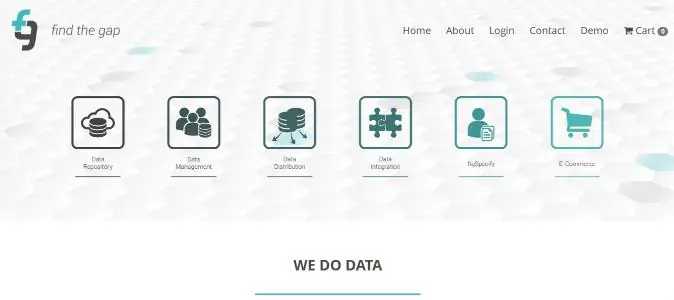 fg find the gap
Home About Login Contact Demo Cart 0
Data Repository
Data Management
Data Distribution
Data Integration
E-Commerce
WE DO DATA